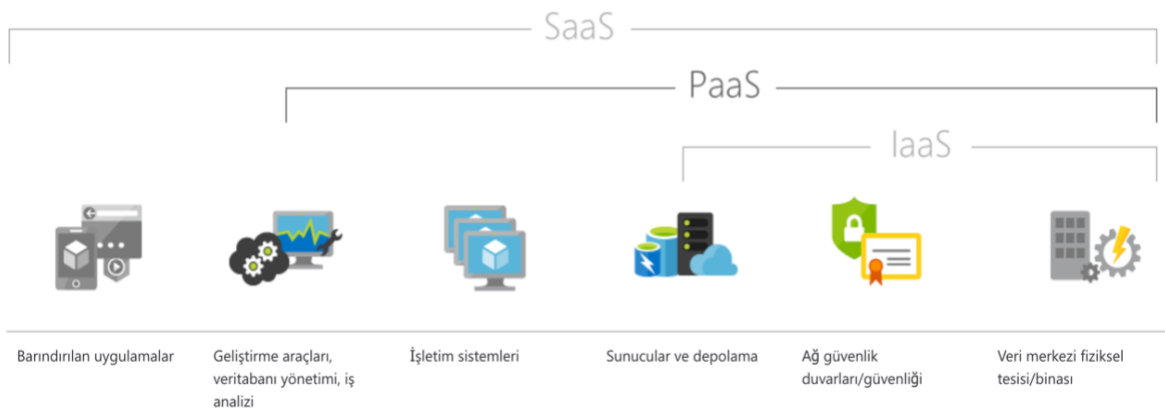 SaaS
PaaS
IaaS
Barındırılan uygulamalar
Geliştirme araçları,
veritabanı yönetimi, iş
analizi
İşletim sistemleri
Sunucular ve depolama
Ağ güvenlik
duvarları/güvenliği
Veri merkezi fiziksel
tesisi/binası